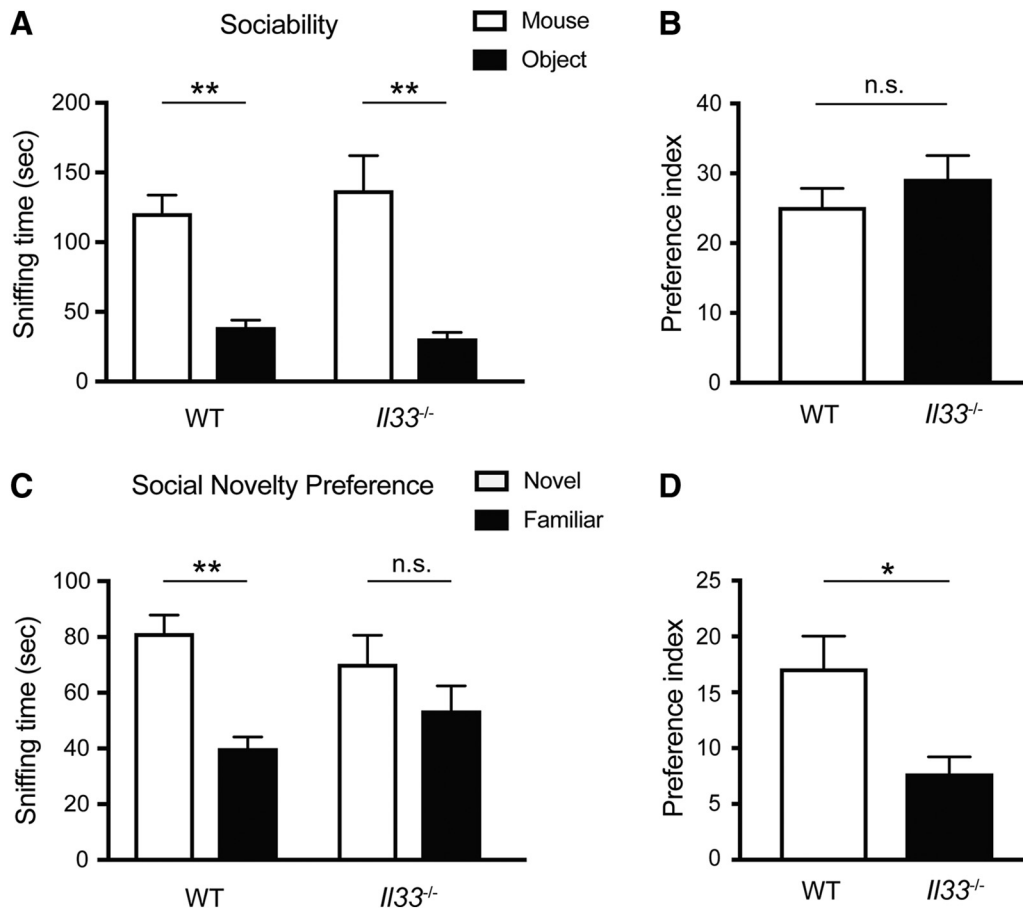 A
Sociability
Mouse
Object
**
**
Sniffing time (sec)
200
150
100
50
0
WT
Il33-/-
B
n.s.
Preference index
40
30
20
10
0
WT
Il33-/-
C
Social Novelty Preference
Novel
Familiar
**
n.s.
Sniffing time (sec)
100
80
60
40
20
0
WT
Il33-/-
D
*
Preference index
25
20
15
10
5
0
WT
Il33-/-